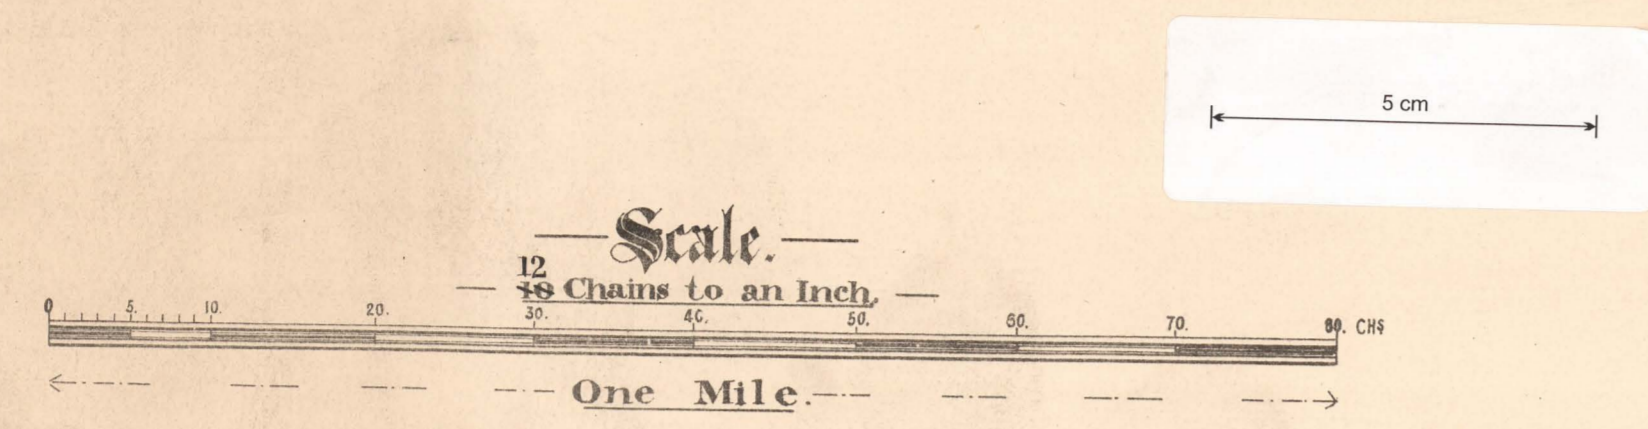 5 cm
Scale.
12
10 Chains to an Inch.
0 5. 10. 20. 30. 40. 50. 60. 70. 80. CHS
One Mile.